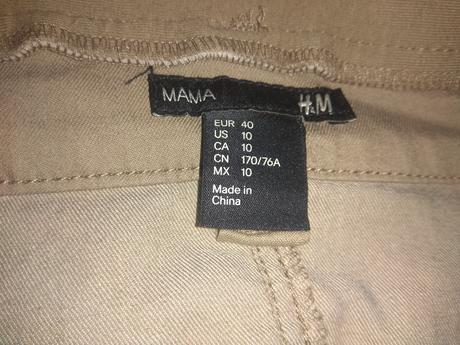 MAMA H&M
EUR 40
US 10
CA 10
CN 170/76A
MX 10
Made in
China